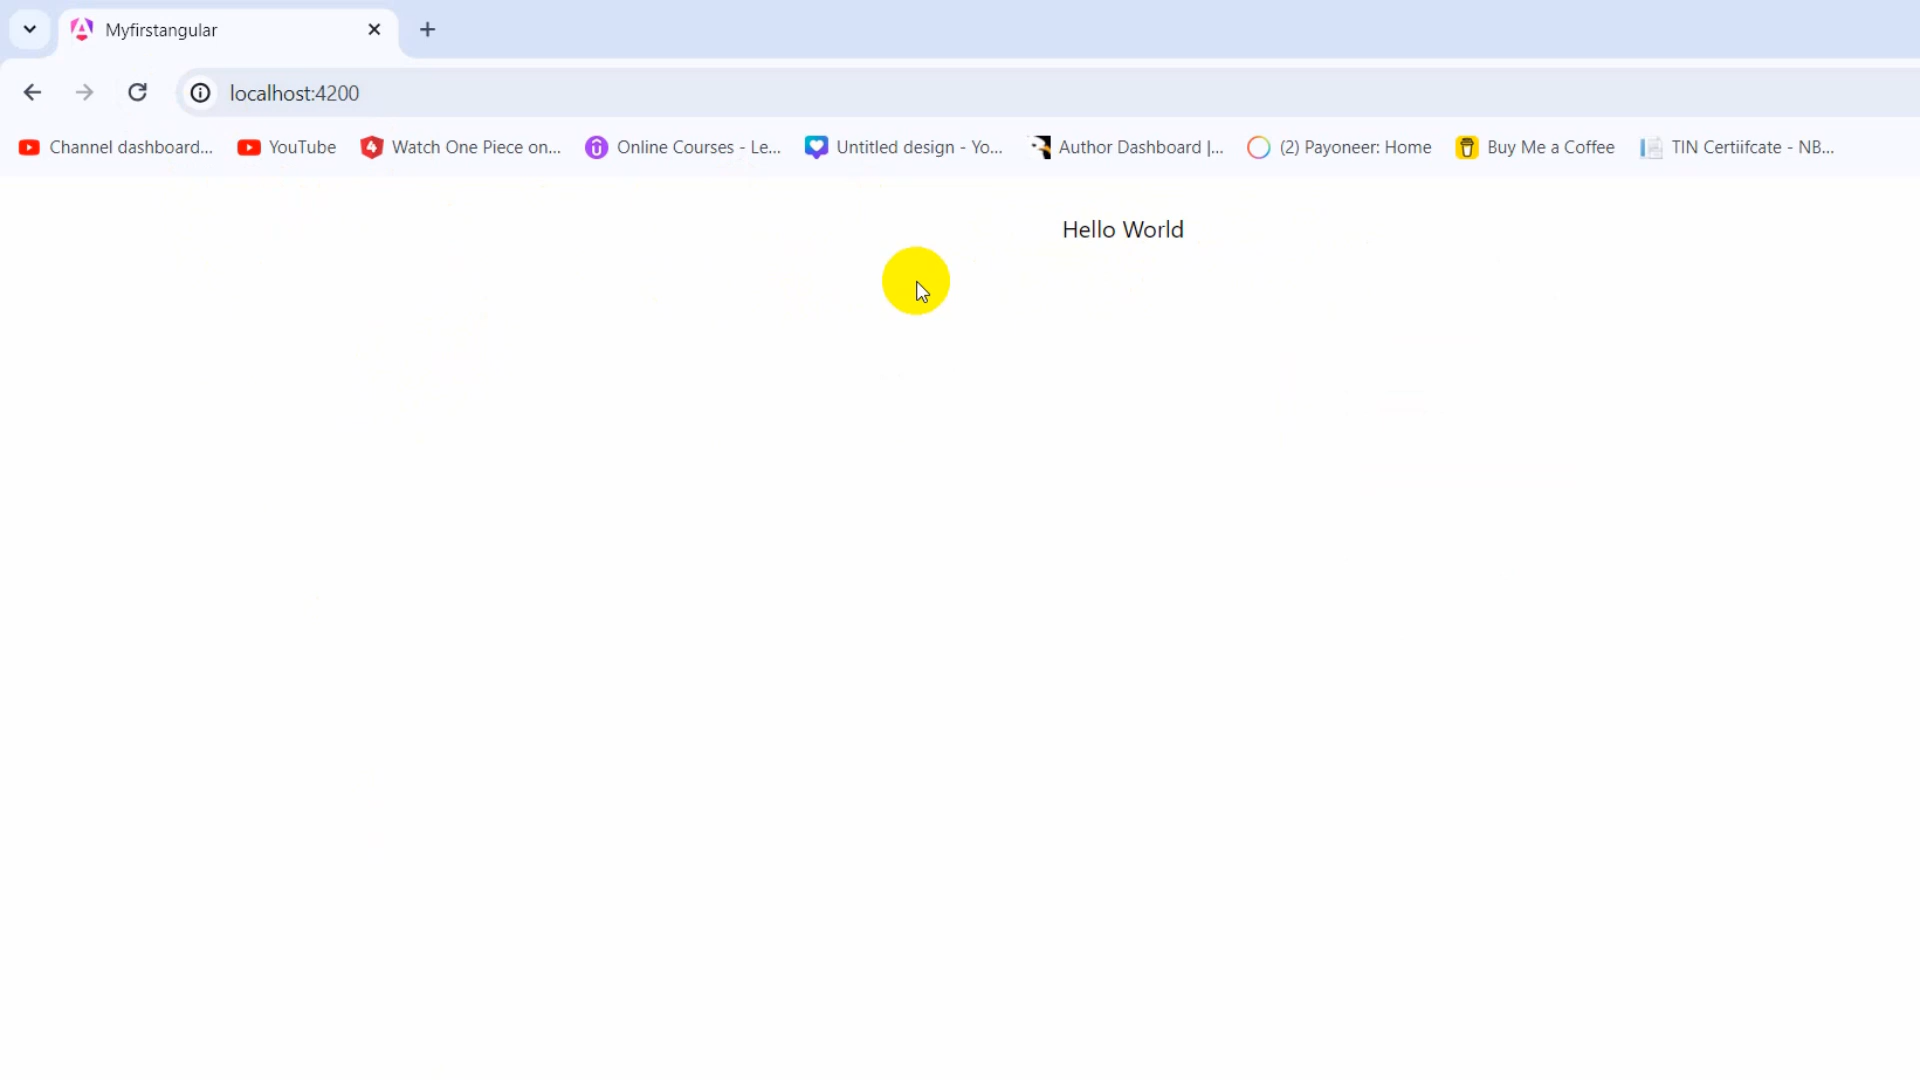 Myfirstangular
localhost:4200
Channel dashboard... YouTube Watch One Piece on... Online Courses - Le... Untitled design - Yo... Author Dashboard |... (2) Payoneer: Home Buy Me a Coffee TIN Certiifcate - NB...
Hello World